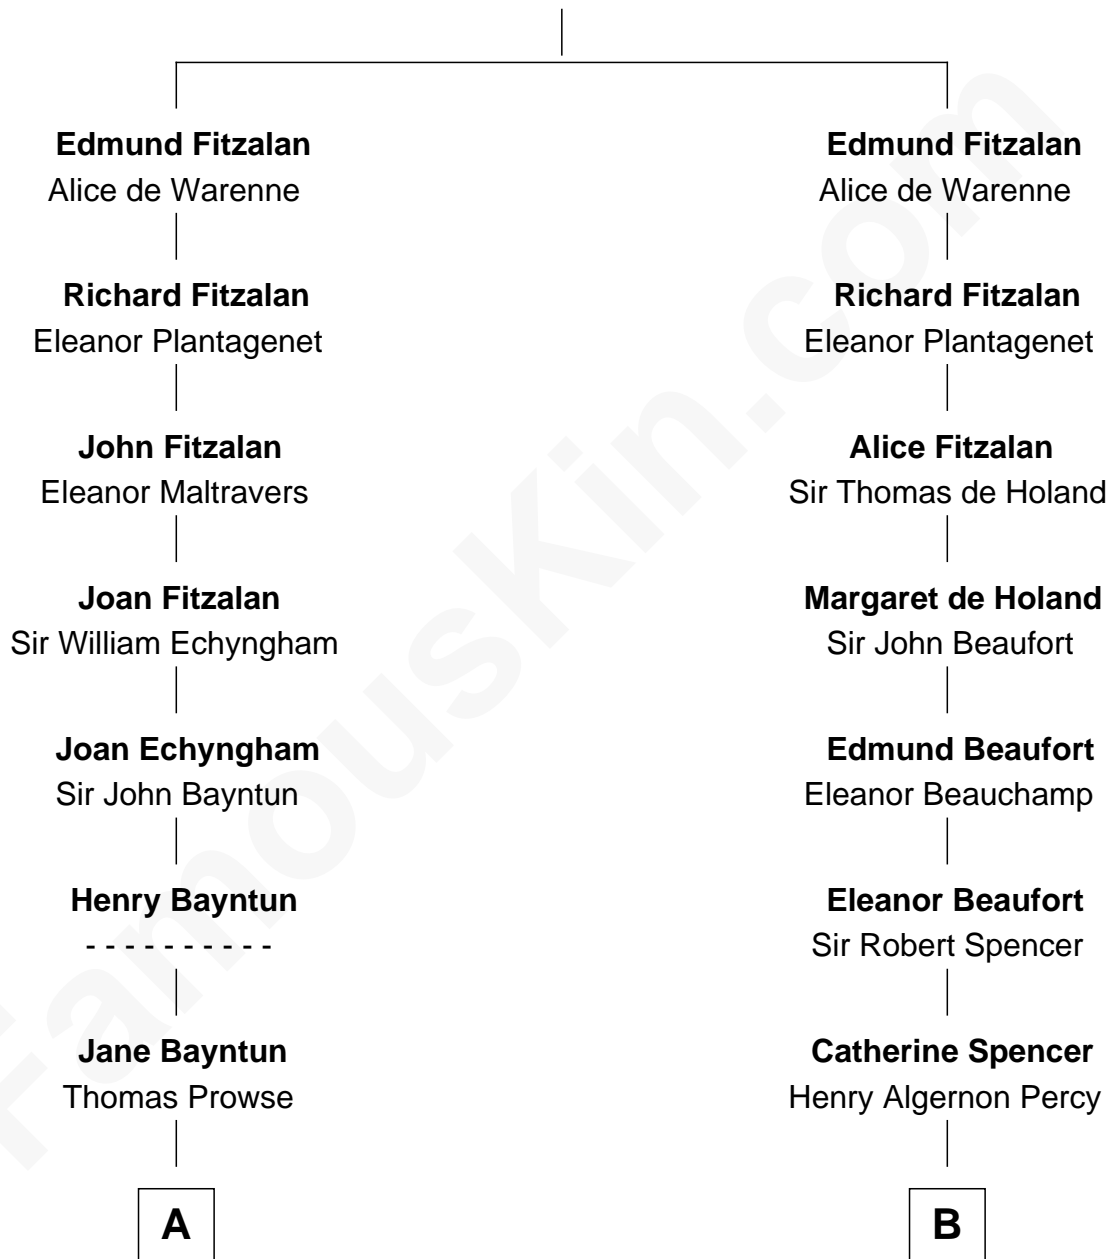 Edmund Fitzalan
Alice de Warenne
Richard Fitzalan
Eleanor Plantagenet
John Fitzalan
Eleanor Maltravers
Joan Fitzalan
Sir William Echyngham
Joan Echyngham
Sir John Bayntun
Henry Bayntun
- - - - - - - - - -
Jane Bayntun
Thomas Prowse
A
Edmund Fitzalan
Alice de Warenne
Richard Fitzalan
Eleanor Plantagenet
Alice Fitzalan
Sir Thomas de Holand
Margaret de Holand
Sir John Beaufort
Edmund Beaufort
Eleanor Beauchamp
Eleanor Beaufort
Sir Robert Spencer
Catherine Spencer
Henry Algernon Percy
B
FamousKin.com